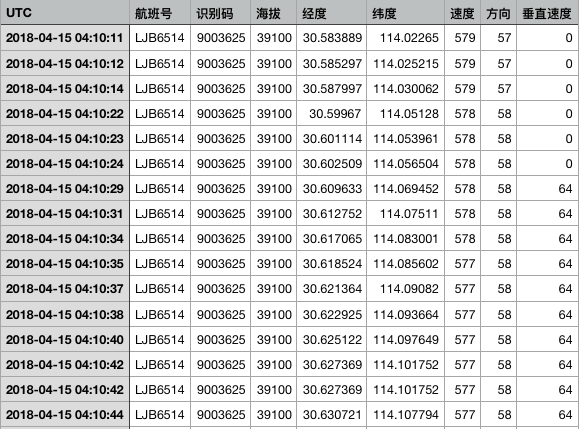 UTC 航班号 识别码 海拔 经度 纬度 速度 方向 垂直速度
2018-04-15 04:10:11 LJB6514 9003625 39100 30.583889 114.02265 579 57 0
2018-04-15 04:10:12 LJB6514 9003625 39100 30.585297 114.025215 579 57 0
2018-04-15 04:10:14 LJB6514 9003625 39100 30.587997 114.030062 579 57 0
2018-04-15 04:10:22 LJB6514 9003625 39100 30.59967 114.05128 578 58 0
2018-04-15 04:10:23 LJB6514 9003625 39100 30.601114 114.053961 578 58 0
2018-04-15 04:10:24 LJB6514 9003625 39100 30.602509 114.056504 578 58 0
2018-04-15 04:10:29 LJB6514 9003625 39100 30.609633 114.069452 578 58 64
2018-04-15 04:10:31 LJB6514 9003625 39100 30.612752 114.07511 578 58 64
2018-04-15 04:10:34 LJB6514 9003625 39100 30.617065 114.083001 578 58 64
2018-04-15 04:10:35 LJB6514 9003625 39100 30.618524 114.085602 577 58 64
2018-04-15 04:10:37 LJB6514 9003625 39100 30.621364 114.09082 577 58 64
2018-04-15 04:10:38 LJB6514 9003625 39100 30.622925 114.093664 577 58 64
2018-04-15 04:10:40 LJB6514 9003625 39100 30.625122 114.097649 577 58 64
2018-04-15 04:10:42 LJB6514 9003625 39100 30.627369 114.101752 577 58 64
2018-04-15 04:10:42 LJB6514 9003625 39100 30.627369 114.101752 577 58 64
2018-04-15 04:10:44 LJB6514 9003625 39100 30.630721 114.107794 577 58 64